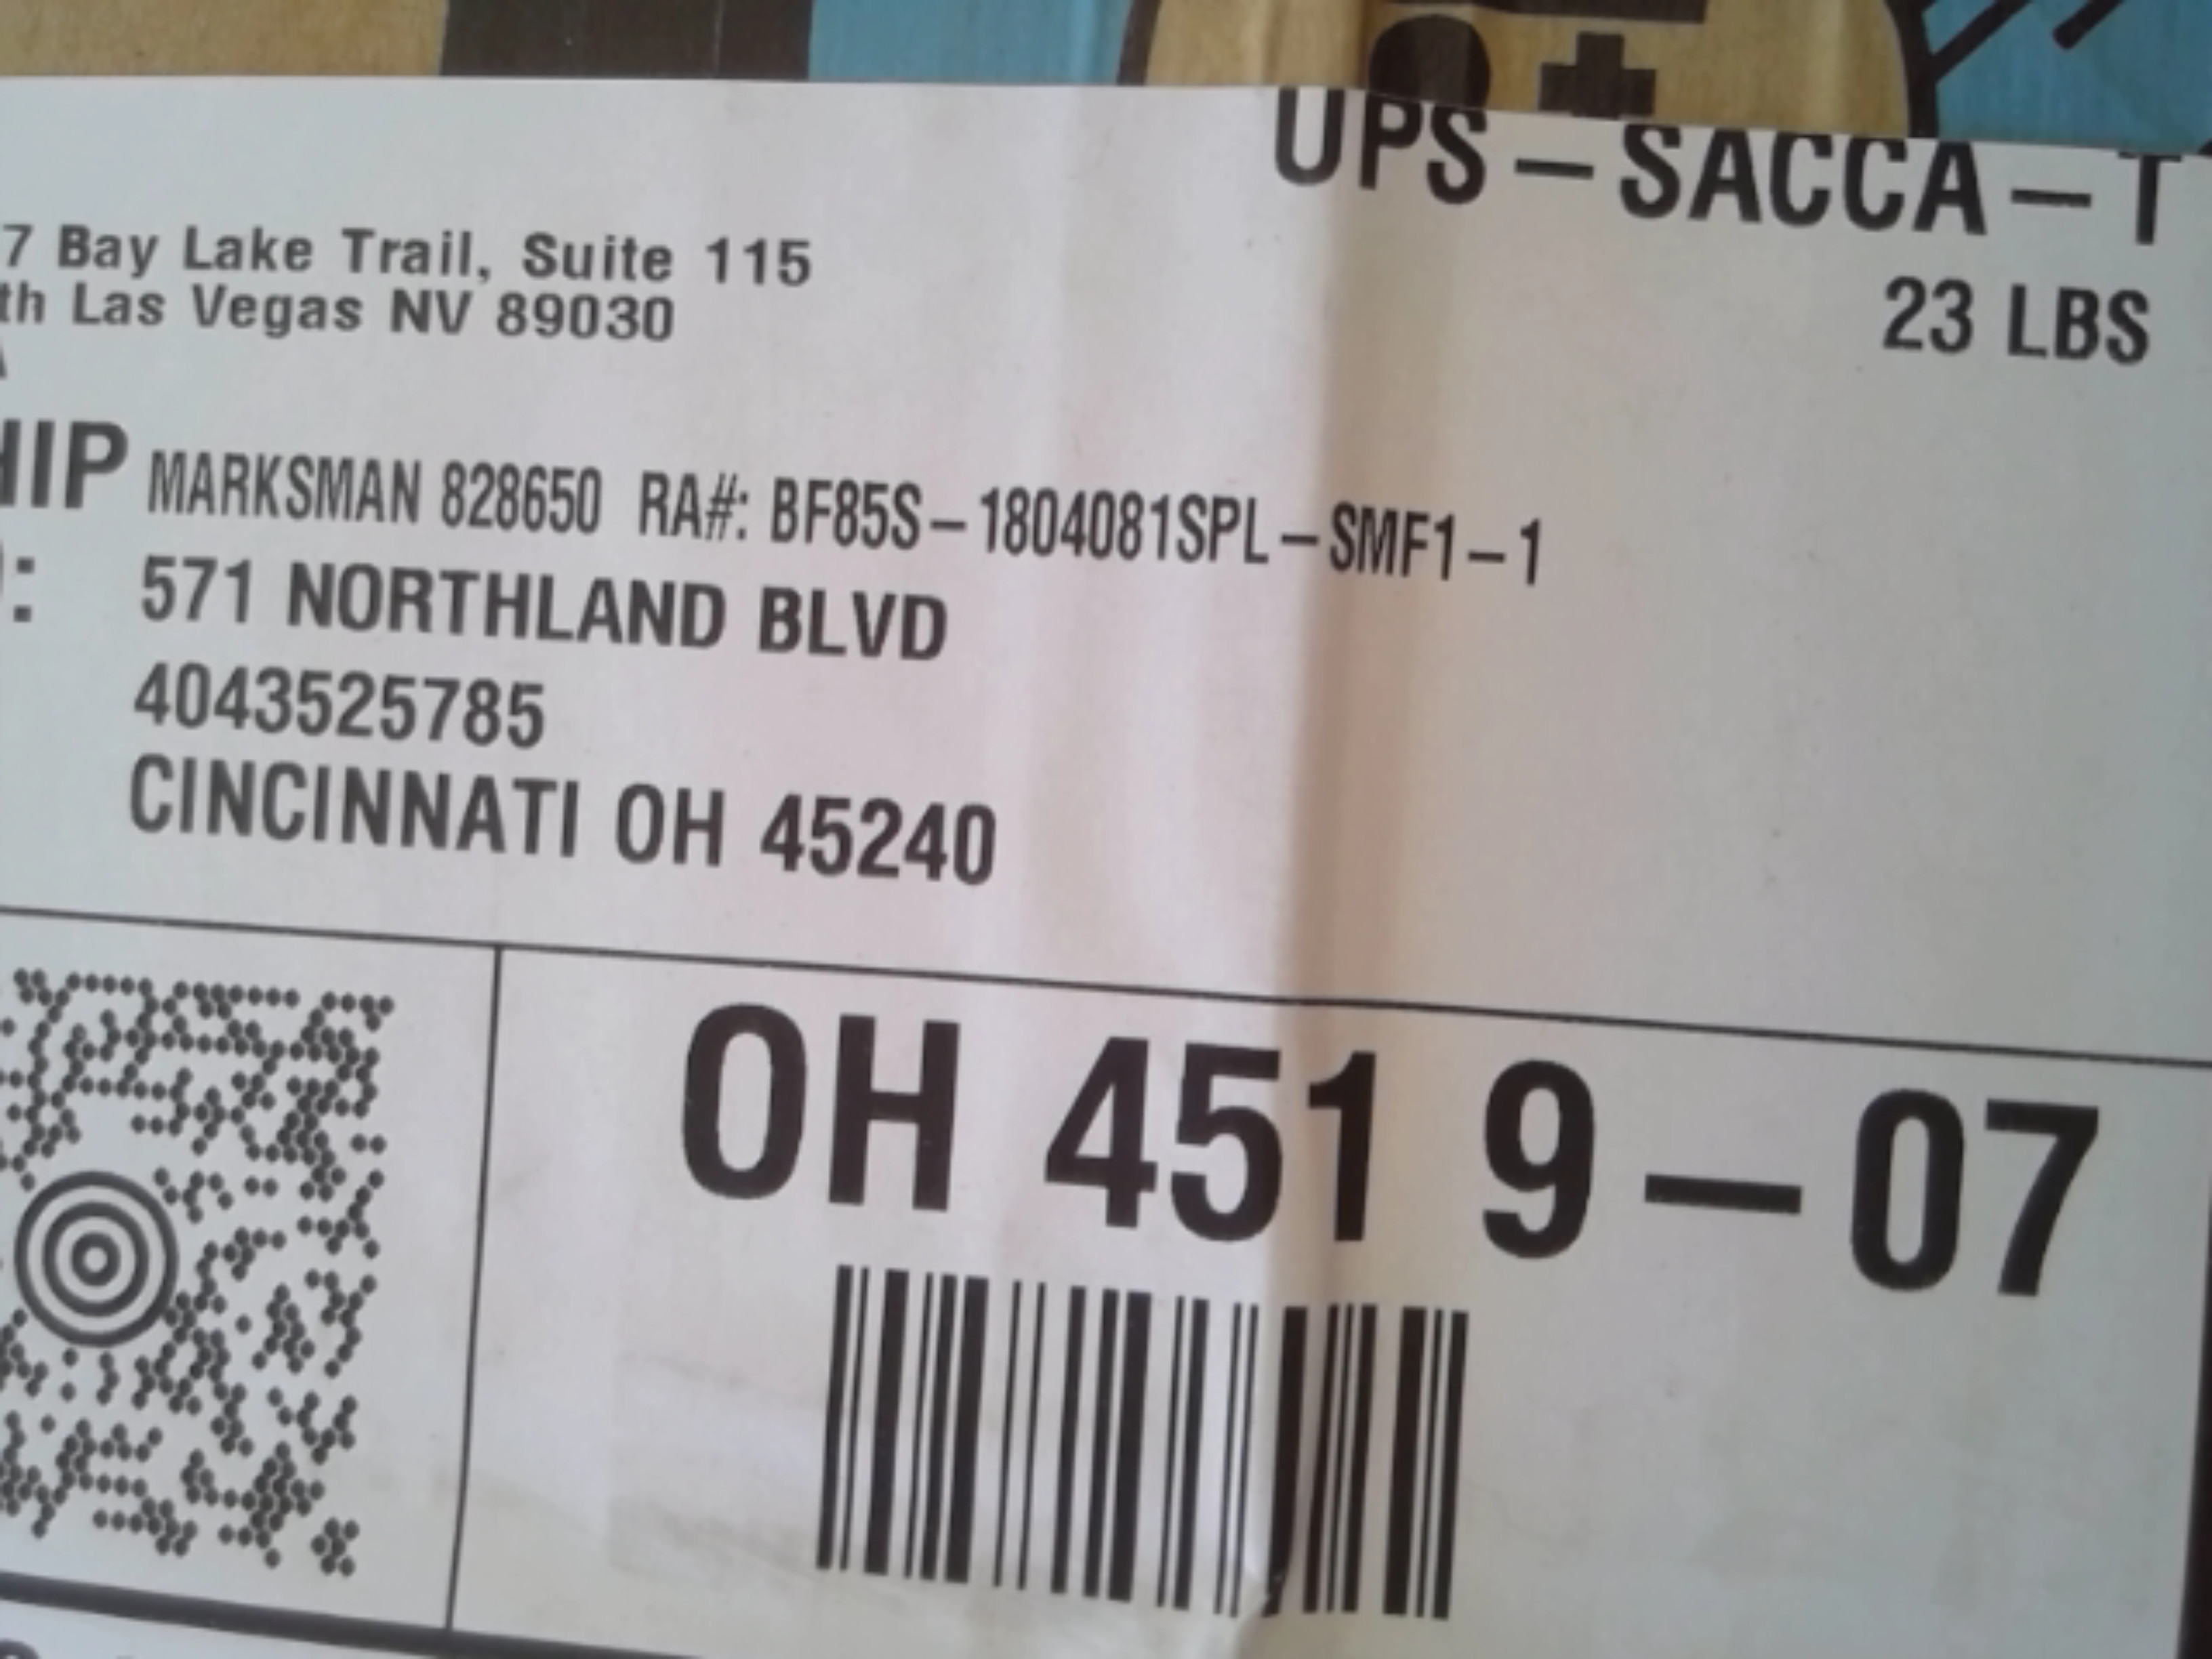 UPS-SACCA-T
23 LBS
7 Bay Lake Trail, Suite 115
th Las Vegas NV 89030
HIP MARKSMAN 828650 RA#: BF85S-1804081SPL-SMF1-1
: 571 NORTHLAND BLVD
4043525785
CINCINNATI OH 45240
OH 451 9-07